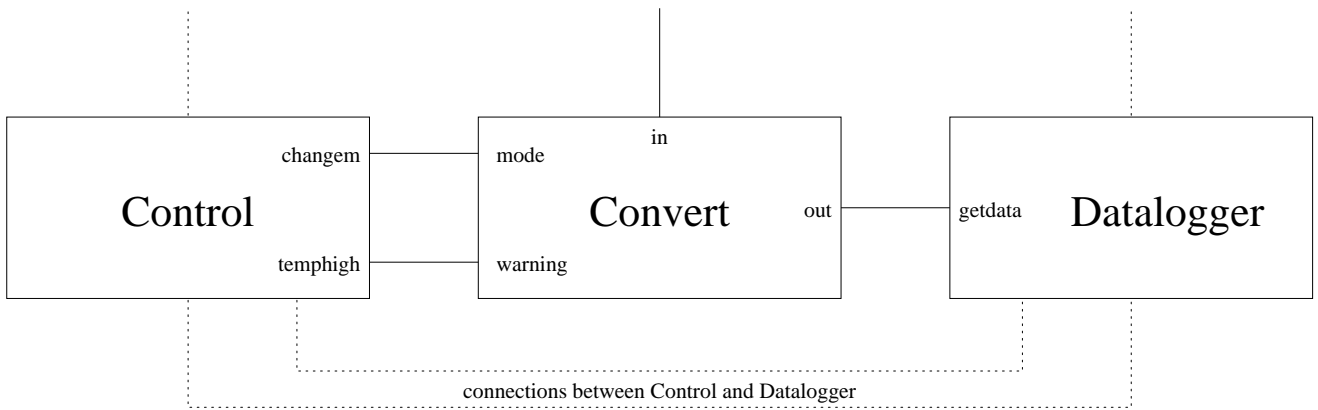 in
changem
mode
Control
Convert
out
getdata
Datalogger
temphigh
warning
connections between Control and Datalogger